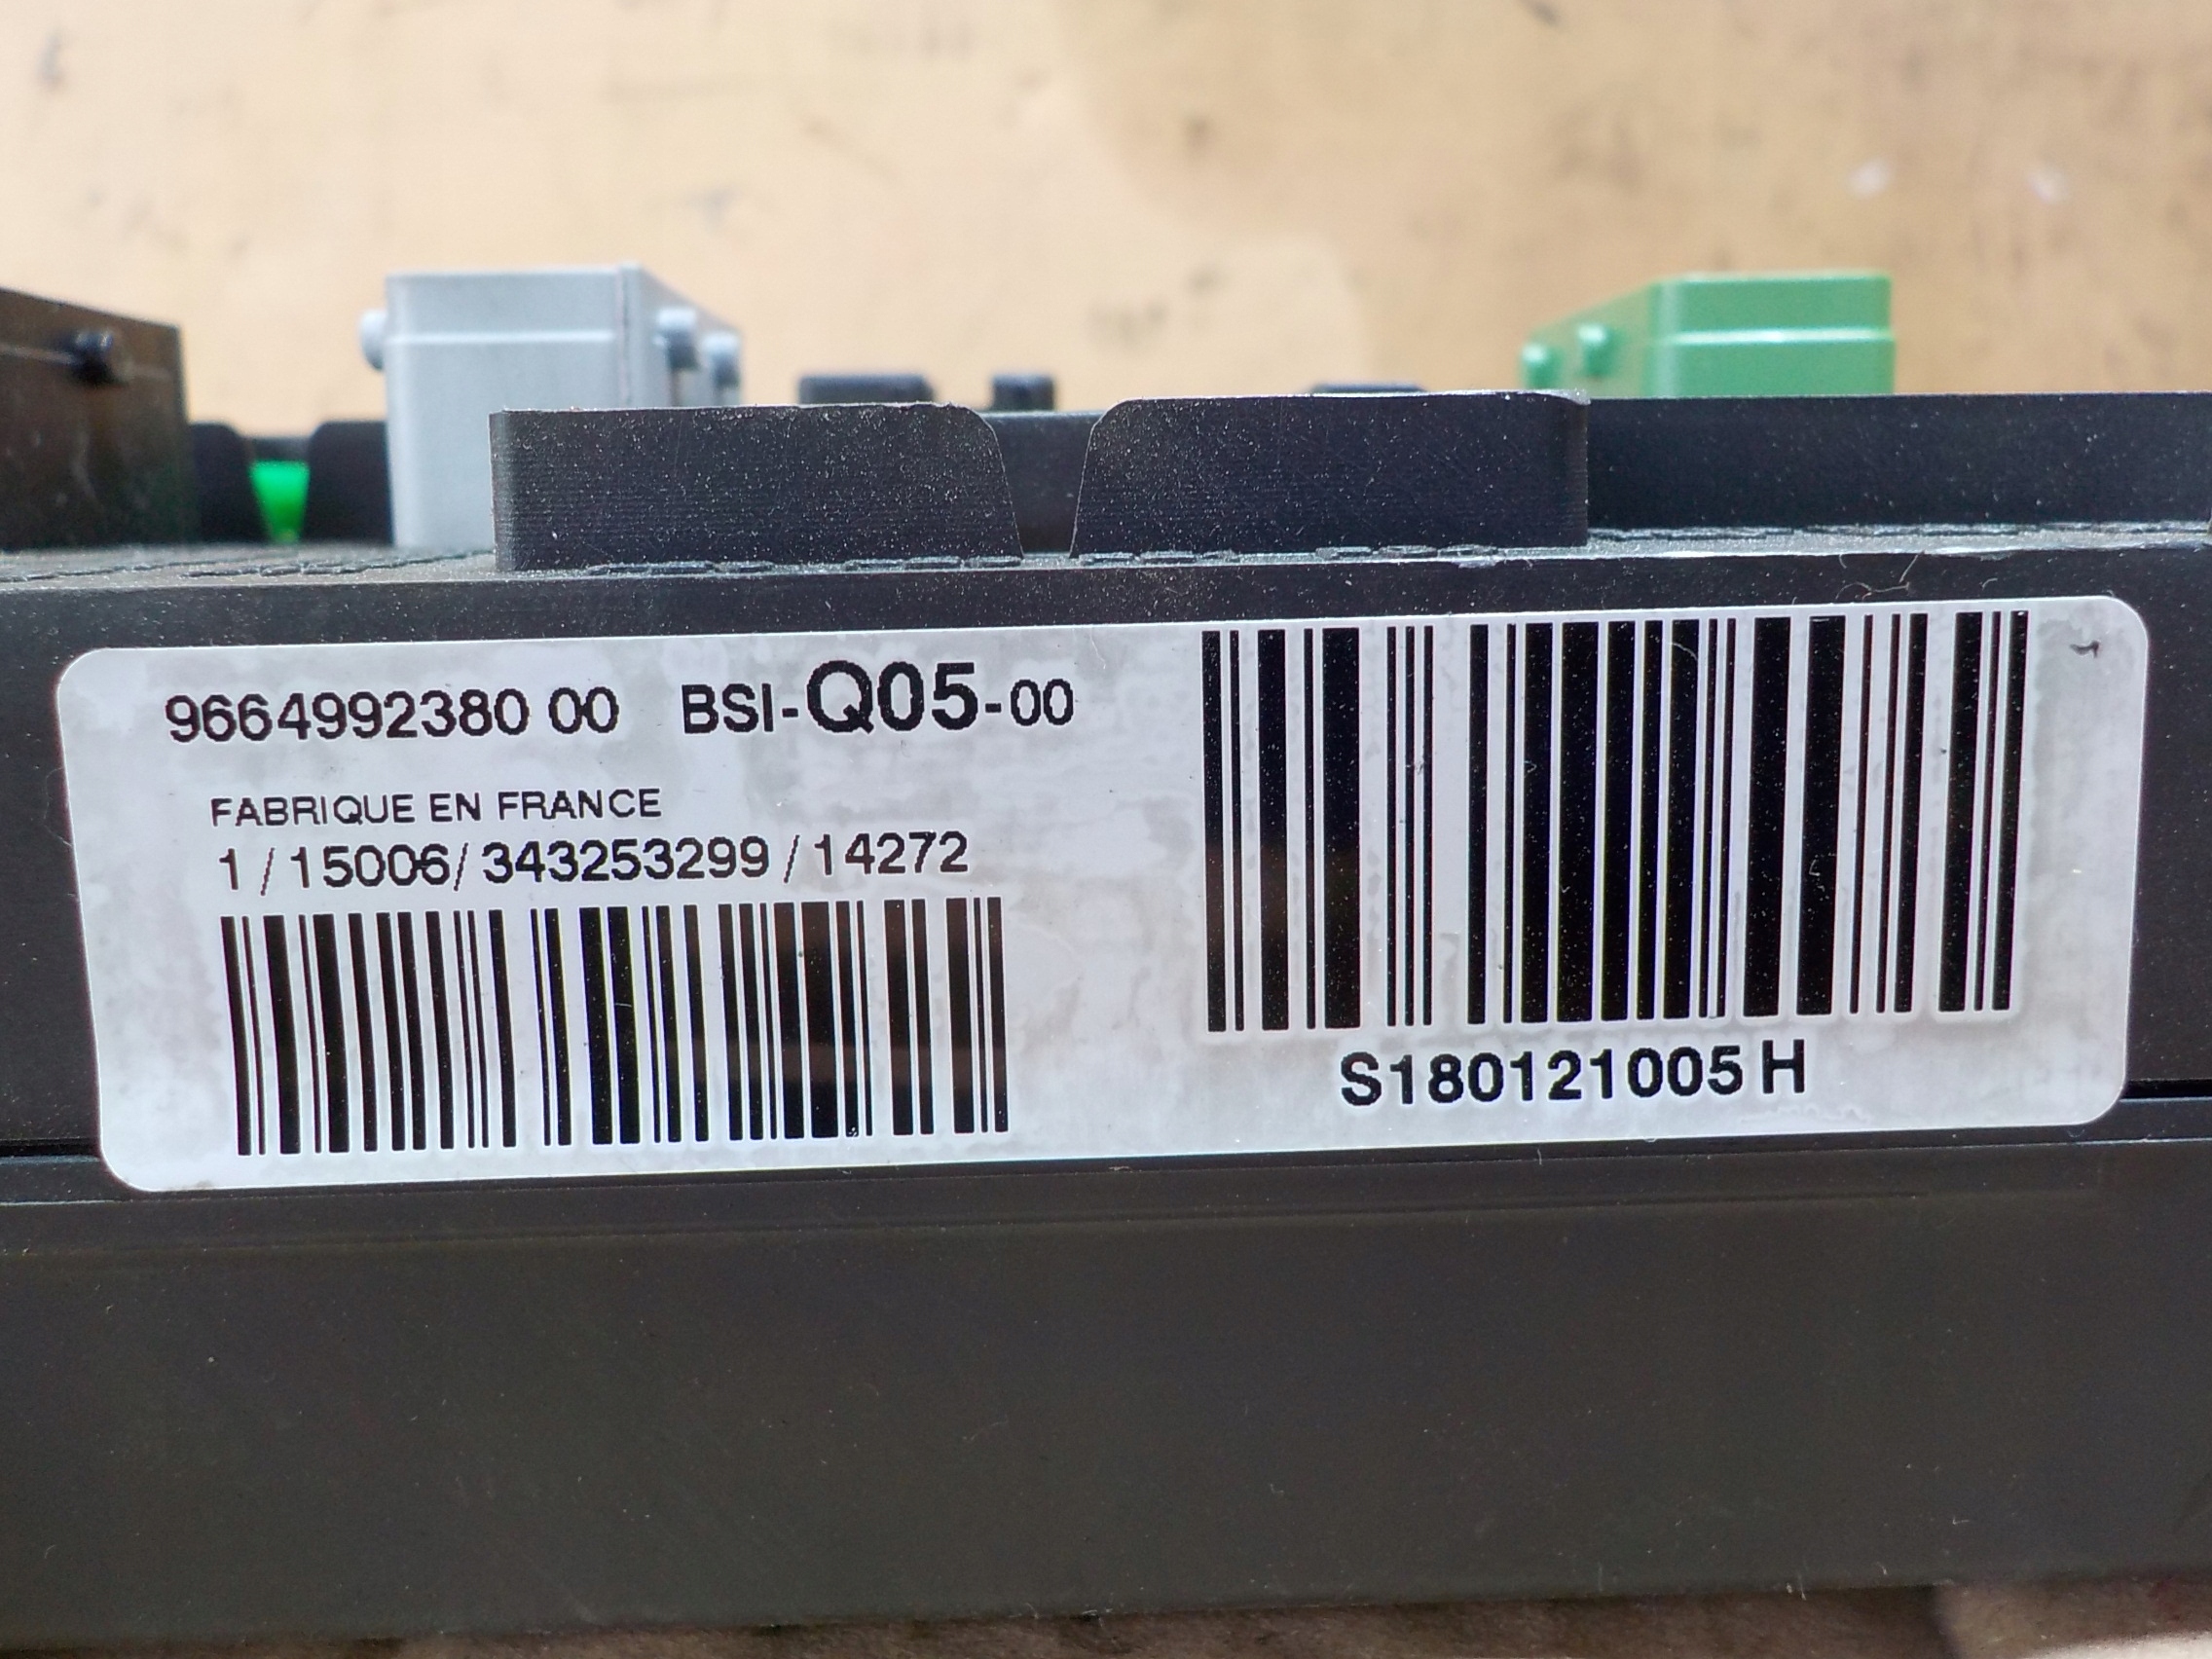 9664992380 00 BSI-Q05-00
FABRIQUE EN FRANCE
1/15006/343253299/14272
S180121005 H